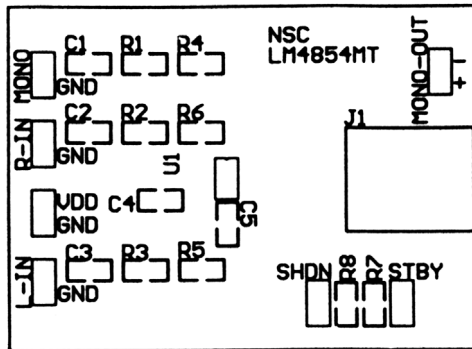 NSC
LM4854MT
MONO-OUT
-
+
J1
MONO
GND
C1
R1
R4
R-IN
GND
C2
R2
R6
U1
VDD
GND
C4
C5
L-IN
GND
C3
R3
R5
SHDN
R8
R7
STBY